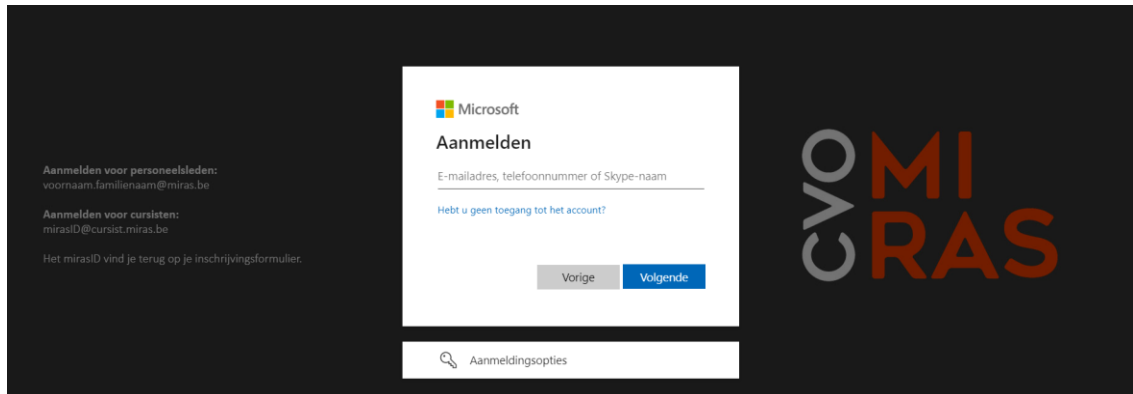 Aanmelden voor personeelsleden:
voornaam.familienaam@miras.be
Aanmelden voor cursisten:
mirasID@cursist.miras.be
Het mirasID vind je terug op je inschrijvingsformulier.
Microsoft
Aanmelden
E-mailadres, telefoonnummer of Skype-naam
Hebt u geen toegang tot het account?
Vorige
Volgende
Aanmeldingsopties
CVO
MI
RAS